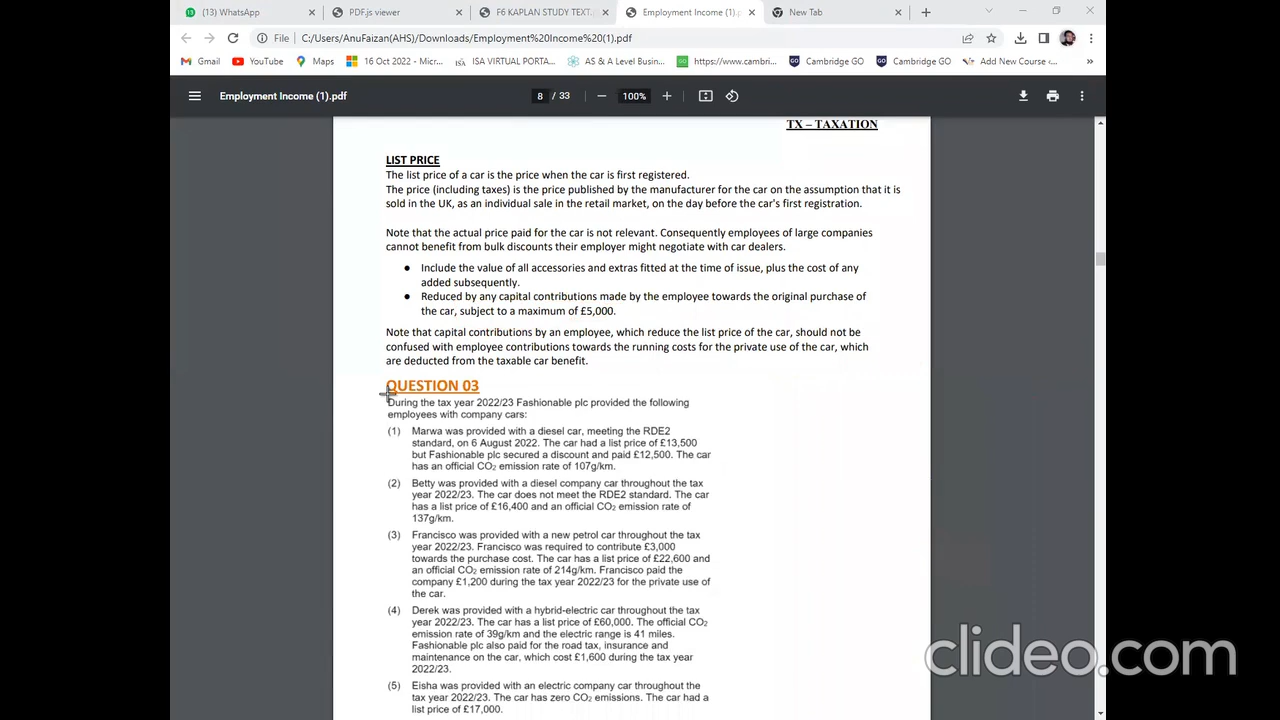 (13) WhatsApp
PDF.js viewer
F6 KAPLAN STUDY TEXT.
Employment Income (1).p
New Tab
File
C:/Users/AnuFaizan(AHS)/Downloads/Employment%20Income%20(1).pdf
Gmail
YouTube
Maps
16 Oct 2022 - Micr...
ISA VIRTUAL PORTA...
AS & A Level Busin...
https://www.cambri...
Cambridge GO
Cambridge GO
Add New Course‹...
»
Employment Income (1).pdf
8 / 33
100%
TX – TAXATION
LIST PRICE
The list price of a car is the price when the car is first registered.
The price (including taxes) is the price published by the manufacturer for the car on the assumption that it is
sold in the UK, as an individual sale in the retail market, on the day before the car's first registration.
Note that the actual price paid for the car is not relevant. Consequently employees of large companies
cannot benefit from bulk discounts their employer might negotiate with car dealers.
● Include the value of all accessories and extras fitted at the time of issue, plus the cost of any
added subsequently.
● Reduced by any capital contributions made by the employee towards the original purchase of
the car, subject to a maximum of £5,000.
Note that capital contributions by an employee, which reduce the list price of the car, should not be
confused with employee contributions towards the running costs for the private use of the car, which
are deducted from the taxable car benefit.
QUESTION 03
During the tax year 2022/23 Fashionable plc provided the following
employees with company cars:
(1) Marwa was provided with a diesel car, meeting the RDE2
standard, on 6 August 2022. The car had a list price of £13,500
but Fashionable plc secured a discount and paid £12,500. The car
has an official CO₂ emission rate of 107g/km.
(2) Betty was provided with a diesel company car throughout the tax
year 2022/23. The car does not meet the RDE2 standard. The car
has a list price of £16,400 and an official CO₂ emission rate of
137g/km.
(3) Francisco was provided with a new petrol car throughout the tax
year 2022/23. Francisco was required to contribute £3,000
towards the purchase cost. The car has a list price of £22,600 and
an official CO₂ emission rate of 214g/km. Francisco paid the
company £1,200 during the tax year 2022/23 for the private use of
the car.
(4) Derek was provided with a hybrid-electric car throughout the tax
year 2022/23. The car has a list price of £60,000. The official CO₂
emission rate of 39g/km and the electric range is 41 miles.
Fashionable plc also paid for the road tax, insurance and
maintenance on the car, which cost £1,600 during the tax year
2022/23.
(5) Eisha was provided with an electric company car throughout the
tax year 2022/23. The car has zero CO₂ emissions. The car had a
list price of £17,000.
clideo.com